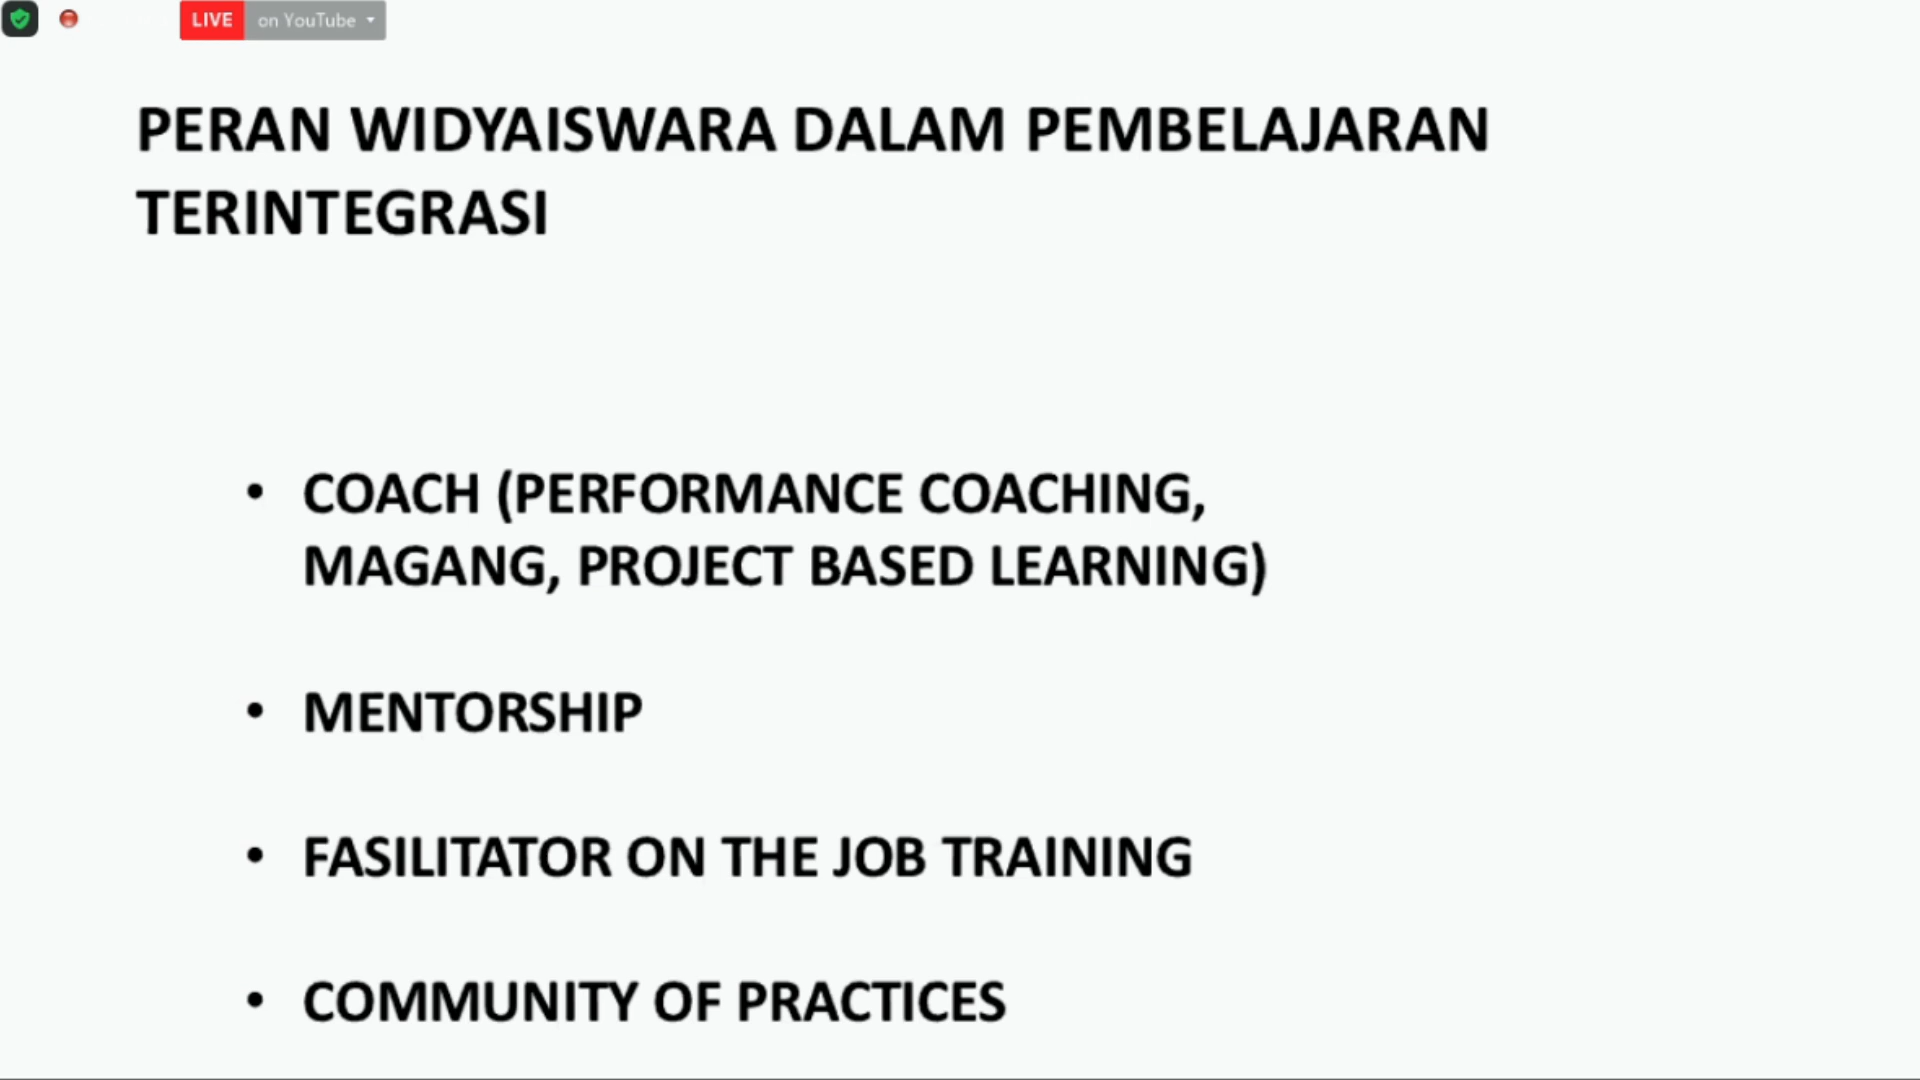 LIVE on YouTube
PERAN WIDYAISWARA DALAM PEMBELAJARAN
TERINTEGRASI
• COACH (PERFORMANCE COACHING,
MAGANG, PROJECT BASED LEARNING)
• MENTORSHIP
• FASILITATOR ON THE JOB TRAINING
• COMMUNITY OF PRACTICES